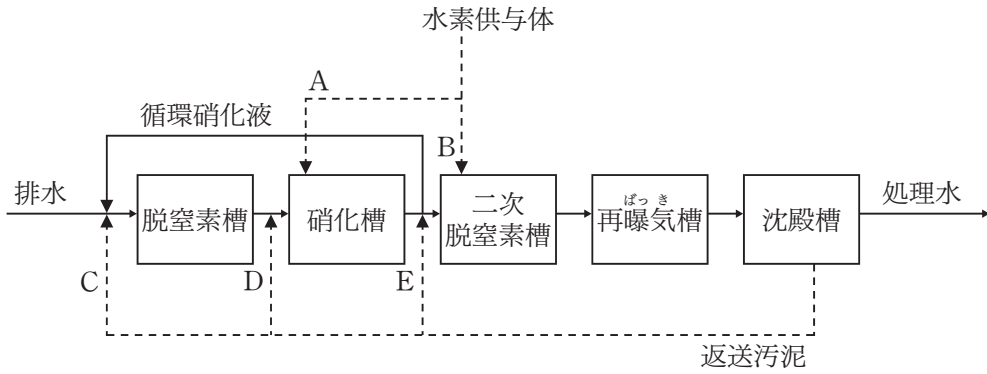 水素供与体
A
循環硝化液
B
排水
処理水
脱窒素槽
硝化槽
二次
脱窒素槽
ばっ き
再曝気槽
沈殿槽
C
D
E
返送汚泥